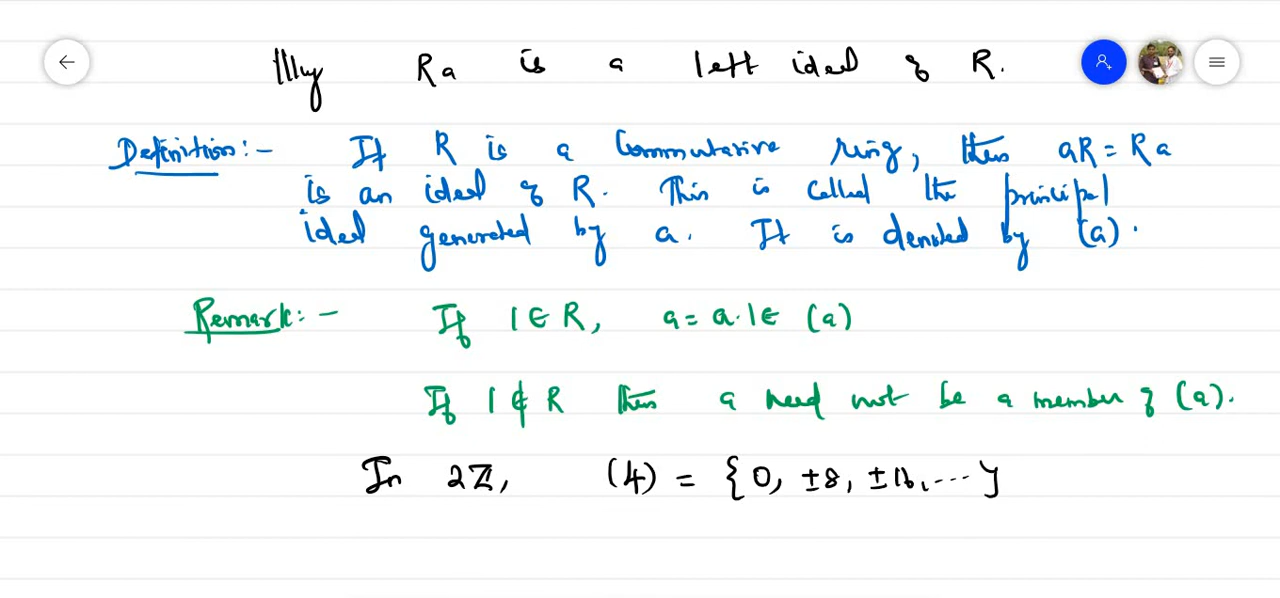 Illly Ra is a left ideal of R.
Definition:- If R is a Commutative ring, then aR = Ra
is an ideal of R. This is called the principal
ideal generated by a. It is denoted by (a).
Remark:- If 1 ∈ R, a = a.1 ∈ (a)
If 1 ∉ R then a need not be a member of (a).
In 2ℤ, (4) = {0, ±8, ±16, ---}